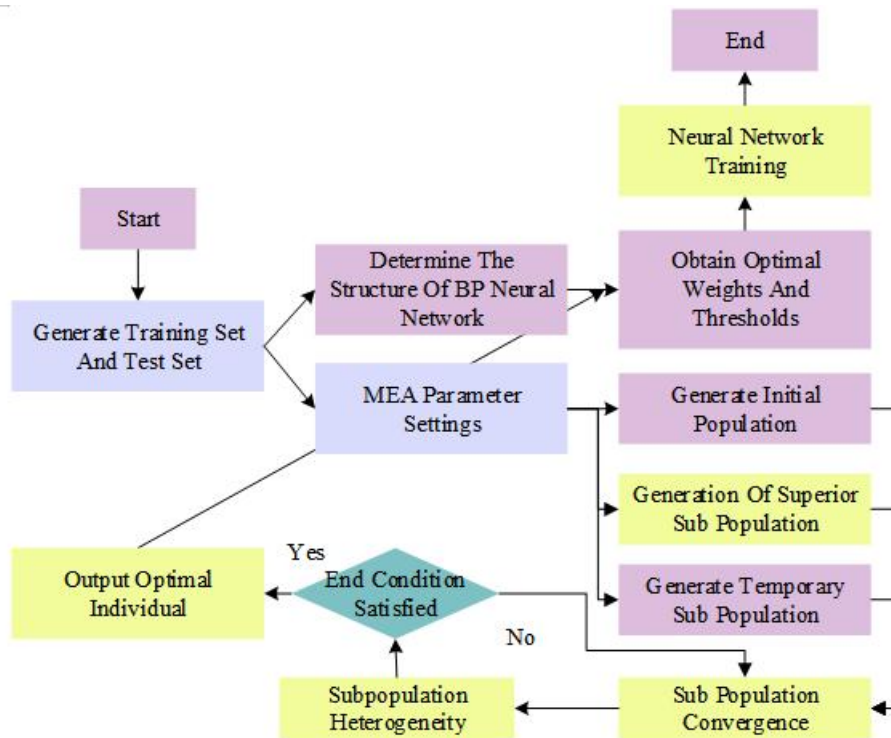 End
Neural Network
Training
Start
Determine The
Structure Of BP Neural
Network
Obtain Optimal
Weights And
Thresholds
Generate Training Set
And Test Set
MEA Parameter
Settings
Generate Initial
Population
Generation Of Superior
Sub Population
Yes
Output Optimal
Individual
End Condition
Satisfied
Generate Temporary
Sub Population
No
Subpopulation
Heterogeneity
Sub Population
Convergence